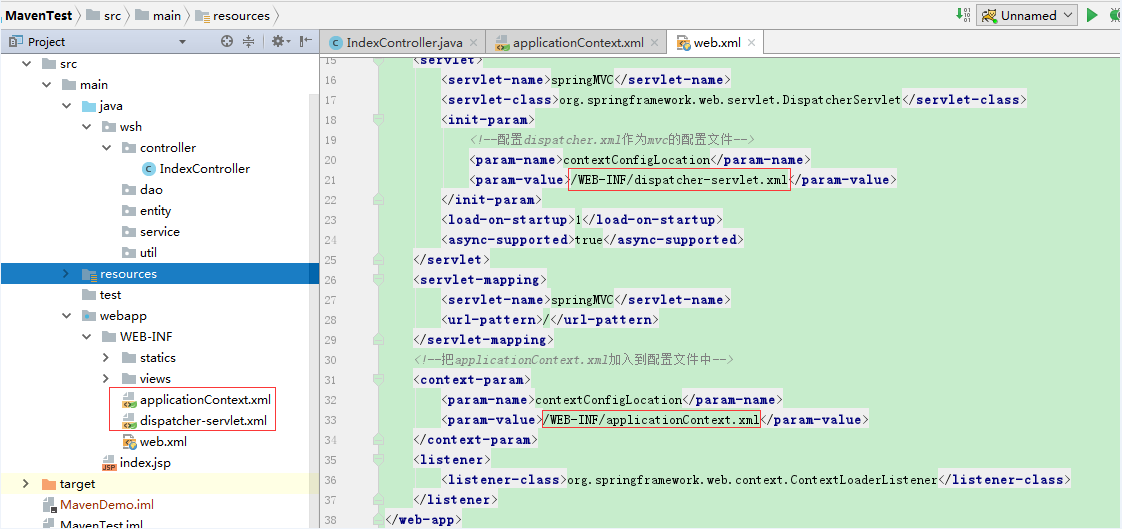 MavenTest src main resources Unnamed
Project
IndexController.java applicationContext.xml web.xml
src
main
java
wsh
controller
IndexController
dao
entity
service
util
resources
test
webapp
WEB-INF
statics
views
applicationContext.xml
dispatcher-servlet.xml
web.xml
index.jsp
target
MavenDemo.iml
MavenTest.iml
15 <servlet>
16 <servlet-name>springMVC</servlet-name>
17 <servlet-class>org.springframework.web.servlet.DispatcherServlet</servlet-class>
18 <init-param>
19 <!--配置dispatcher.xml作为mvc的配置文件-->
20 <param-name>contextConfigLocation</param-name>
21 <param-value>/WEB-INF/dispatcher-servlet.xml</param-value>
22 </init-param>
23 <load-on-startup>1</load-on-startup>
24 <async-supported>true</async-supported>
25 </servlet>
26 <servlet-mapping>
27 <servlet-name>springMVC</servlet-name>
28 <url-pattern>/</url-pattern>
29 </servlet-mapping>
30 <!--把applicationContext.xml加入到配置文件中-->
31 <context-param>
32 <param-name>contextConfigLocation</param-name>
33 <param-value>/WEB-INF/applicationContext.xml</param-value>
34 </context-param>
35 <listener>
36 <listener-class>org.springframework.web.context.ContextLoaderListener</listener-class>
37 </listener>
38 </web-app>